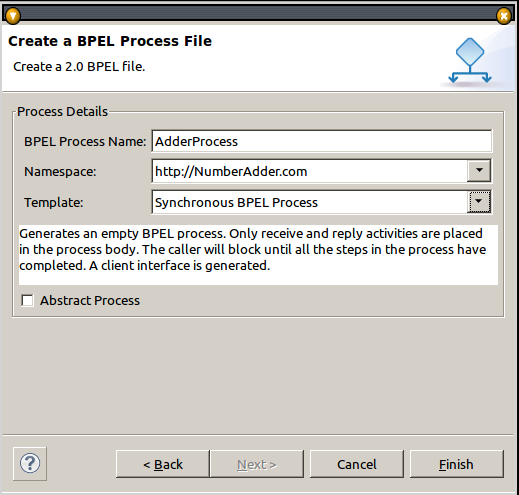 Create a BPEL Process File
Create a 2.0 BPEL file.
Process Details
BPEL Process Name: AdderProcess
Namespace: http://NumberAdder.com
Template: Synchronous BPEL Process
Generates an empty BPEL process. Only receive and reply activities are placed
in the process body. The caller will block until all the steps in the process have
completed. A client interface is generated.
Abstract Process
? < Back Next > Cancel Finish